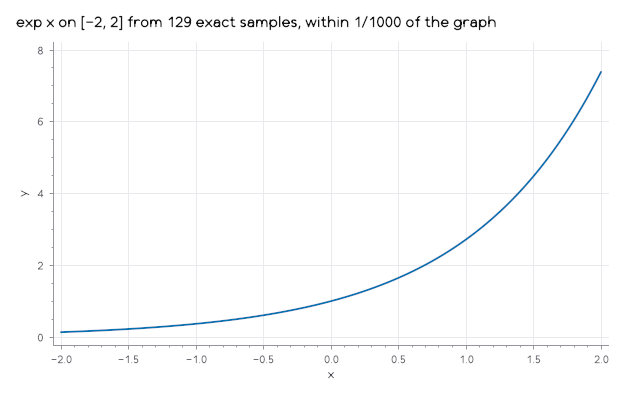 exp x on [−2, 2] from 129 exact samples, within 1/1000 of the graph
8
6
4
2
0
y
−2.0 −1.5 −1.0 −0.5 0.0 0.5 1.0 1.5 2.0
x